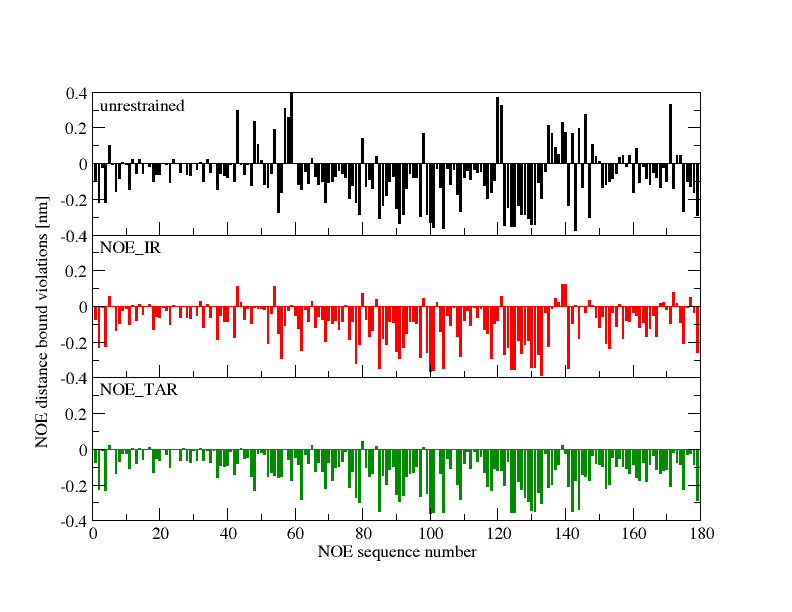 0.4
unrestrained
0.2
0
-0.2
-0.4
NOE_IR
0.2
0
-0.2
-0.4
NOE_TAR
0.2
0
-0.2
-0.4
NOE distance bound violations [nm]
0 20 40 60 80 100 120 140 160 180
NOE sequence number